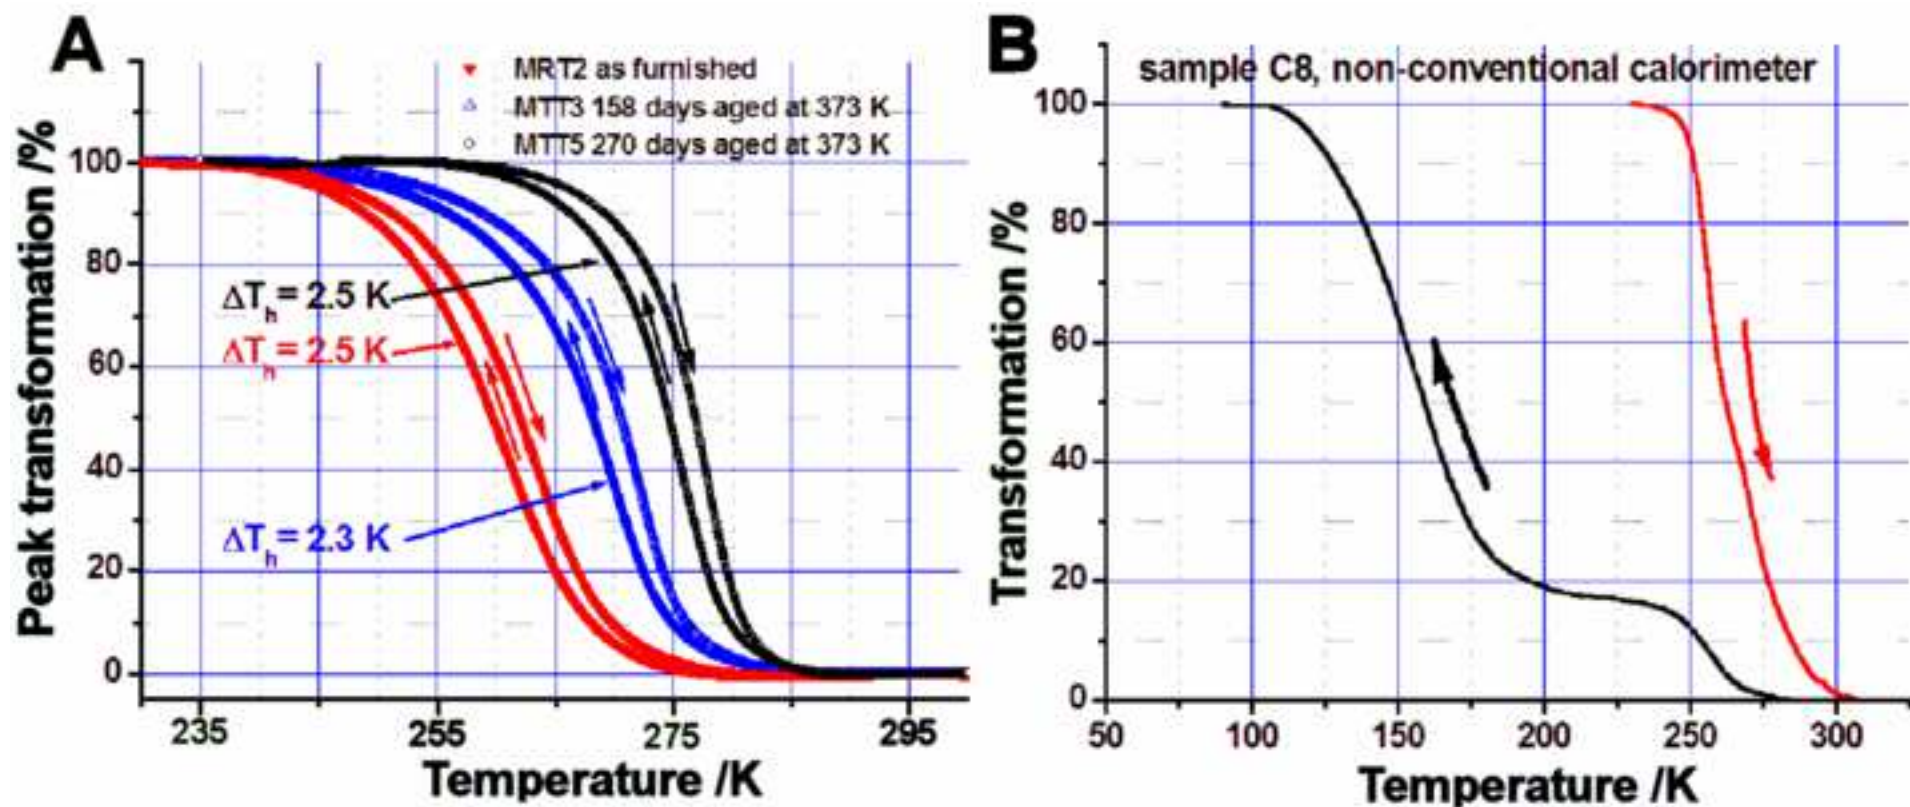 A
MRT2 as furnished
MTT3 158 days aged at 373 K
MTT5 270 days aged at 373 K
Peak transformation /%
100
80
60
40
20
0
ΔTh= 2.5 K
ΔTh= 2.5 K
ΔTh= 2.3 K
235
255
275
295
Temperature /K
B
sample C8, non-conventional calorimeter
Transformation /%
100
80
60
40
20
0
50
100
150
200
250
300
Temperature /K